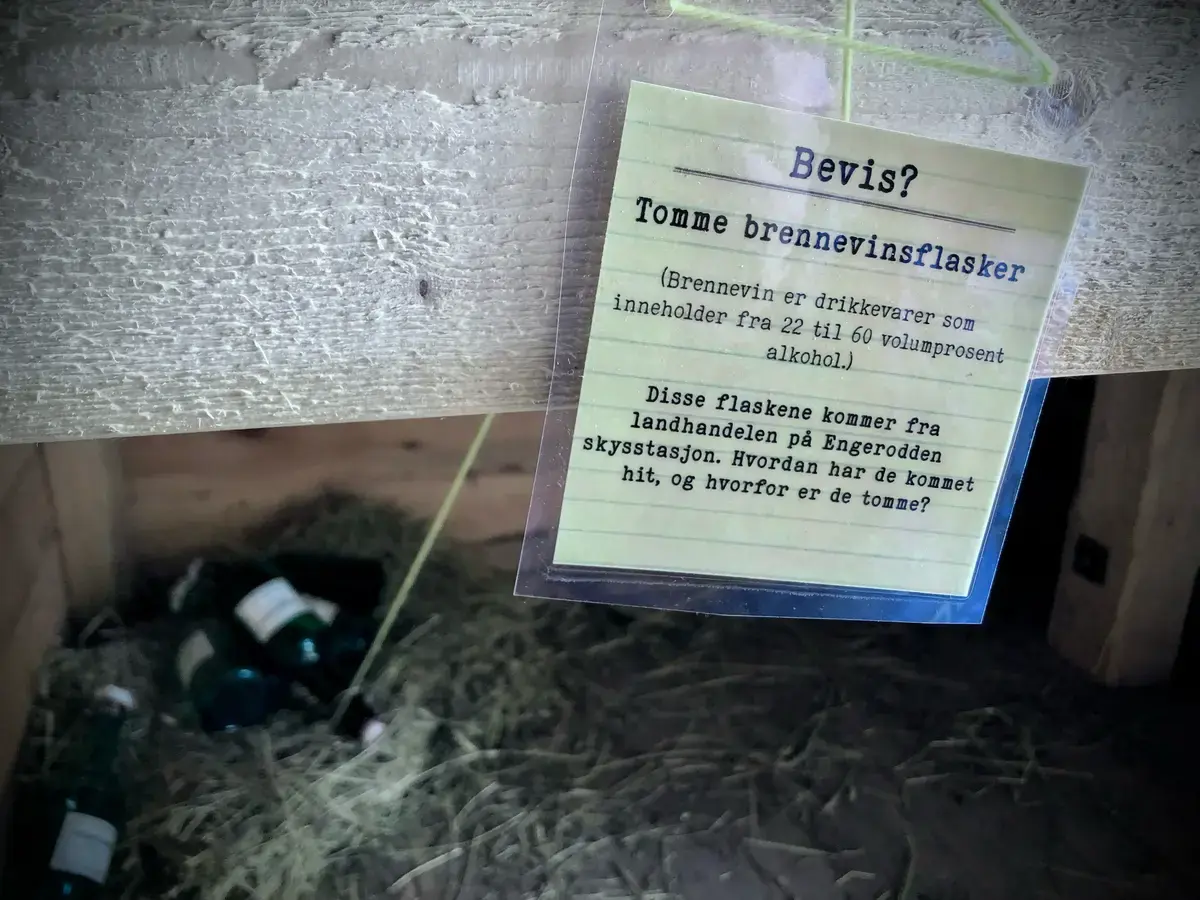 Bevis?
Tomme brennevinsflasker
(Brennevin er drikkevarer som
inneholder fra 22 til 60 volumprosent
alkohol.)
Disse flaskene kommer fra
landhandelen på Engerodden
skysstasjon. Hvordan har de kommet
hit, og hvorfor er de tomme?